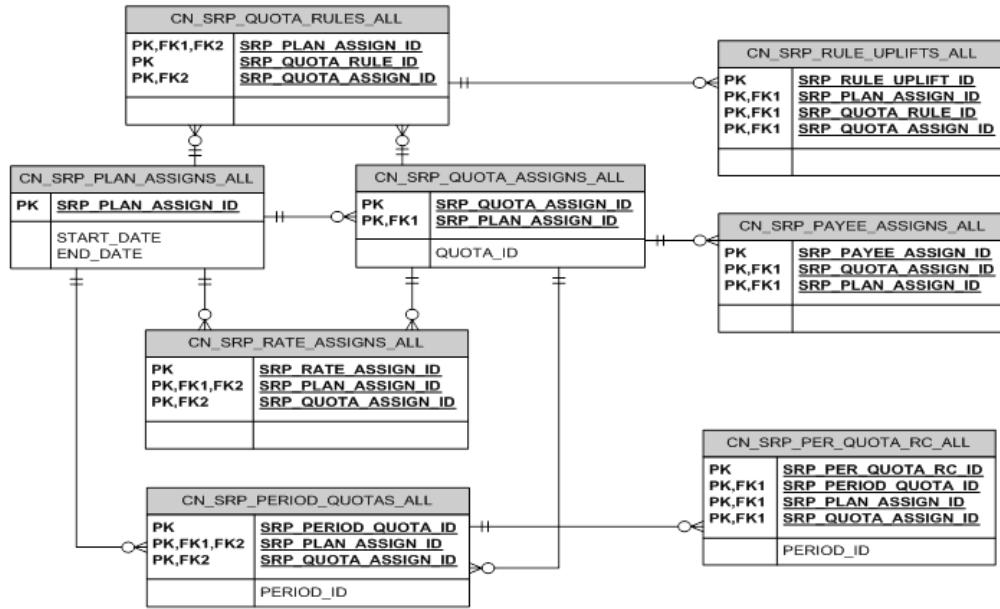 CN_SRP_QUOTA_RULES_ALL
PK,FK1,FK2 SRP_PLAN_ASSIGN_ID
PK SRP_QUOTA_RULE_ID
PK,FK2 SRP_QUOTA_ASSIGN_ID
CN_SRP_RULE_UPLIFTS_ALL
PK SRP_RULE_UPLIFT_ID
PK,FK1 SRP_PLAN_ASSIGN_ID
PK,FK1 SRP_QUOTA_RULE_ID
PK,FK1 SRP_QUOTA_ASSIGN_ID
CN_SRP_PLAN_ASSIGNS_ALL
PK SRP_PLAN_ASSIGN_ID
START_DATE
END_DATE
CN_SRP_QUOTA_ASSIGNS_ALL
PK SRP_QUOTA_ASSIGN_ID
PK,FK1 SRP_PLAN_ASSIGN_ID
QUOTA_ID
CN_SRP_PAYEE_ASSIGNS_ALL
PK SRP_PAYEE_ASSIGN_ID
PK,FK1 SRP_QUOTA_ASSIGN_ID
PK,FK1 SRP_PLAN_ASSIGN_ID
CN_SRP_RATE_ASSIGNS_ALL
PK SRP_RATE_ASSIGN_ID
PK,FK1,FK2 SRP_PLAN_ASSIGN_ID
PK,FK2 SRP_QUOTA_ASSIGN_ID
CN_SRP_PER_QUOTA_RC_ALL
PK SRP_PER_QUOTA_RC_ID
PK,FK1 SRP_PERIOD_QUOTA_ID
PK,FK1 SRP_PLAN_ASSIGN_ID
PK,FK1 SRP_QUOTA_ASSIGN_ID
PERIOD_ID
CN_SRP_PERIOD_QUOTAS_ALL
PK SRP_PERIOD_QUOTA_ID
PK,FK1,FK2 SRP_PLAN_ASSIGN_ID
PK,FK2 SRP_QUOTA_ASSIGN_ID
PERIOD_ID